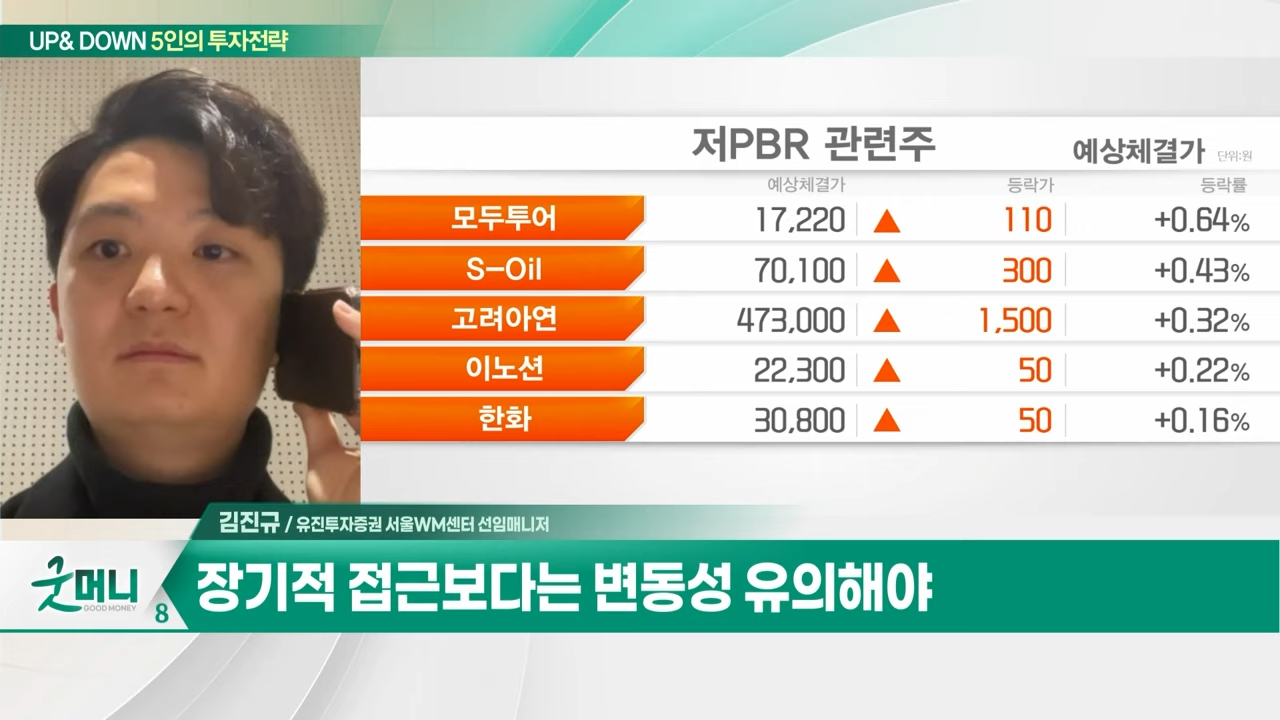 UP& DOWN 5인의 투자전략
저PBR 관련주 예상체결가 단위:원
예상체결가 등락가 등락률
모두투어 17,220 ▲ 110 +0.64%
S-Oil 70,100 ▲ 300 +0.43%
고려아연 473,000 ▲ 1,500 +0.32%
이노션 22,300 ▲ 50 +0.22%
한화 30,800 ▲ 50 +0.16%
김진규 / 유진투자증권 서울WM센터 선임매니저
굿머니
GOOD MONEY
8
장기적 접근보다는 변동성 유의해야